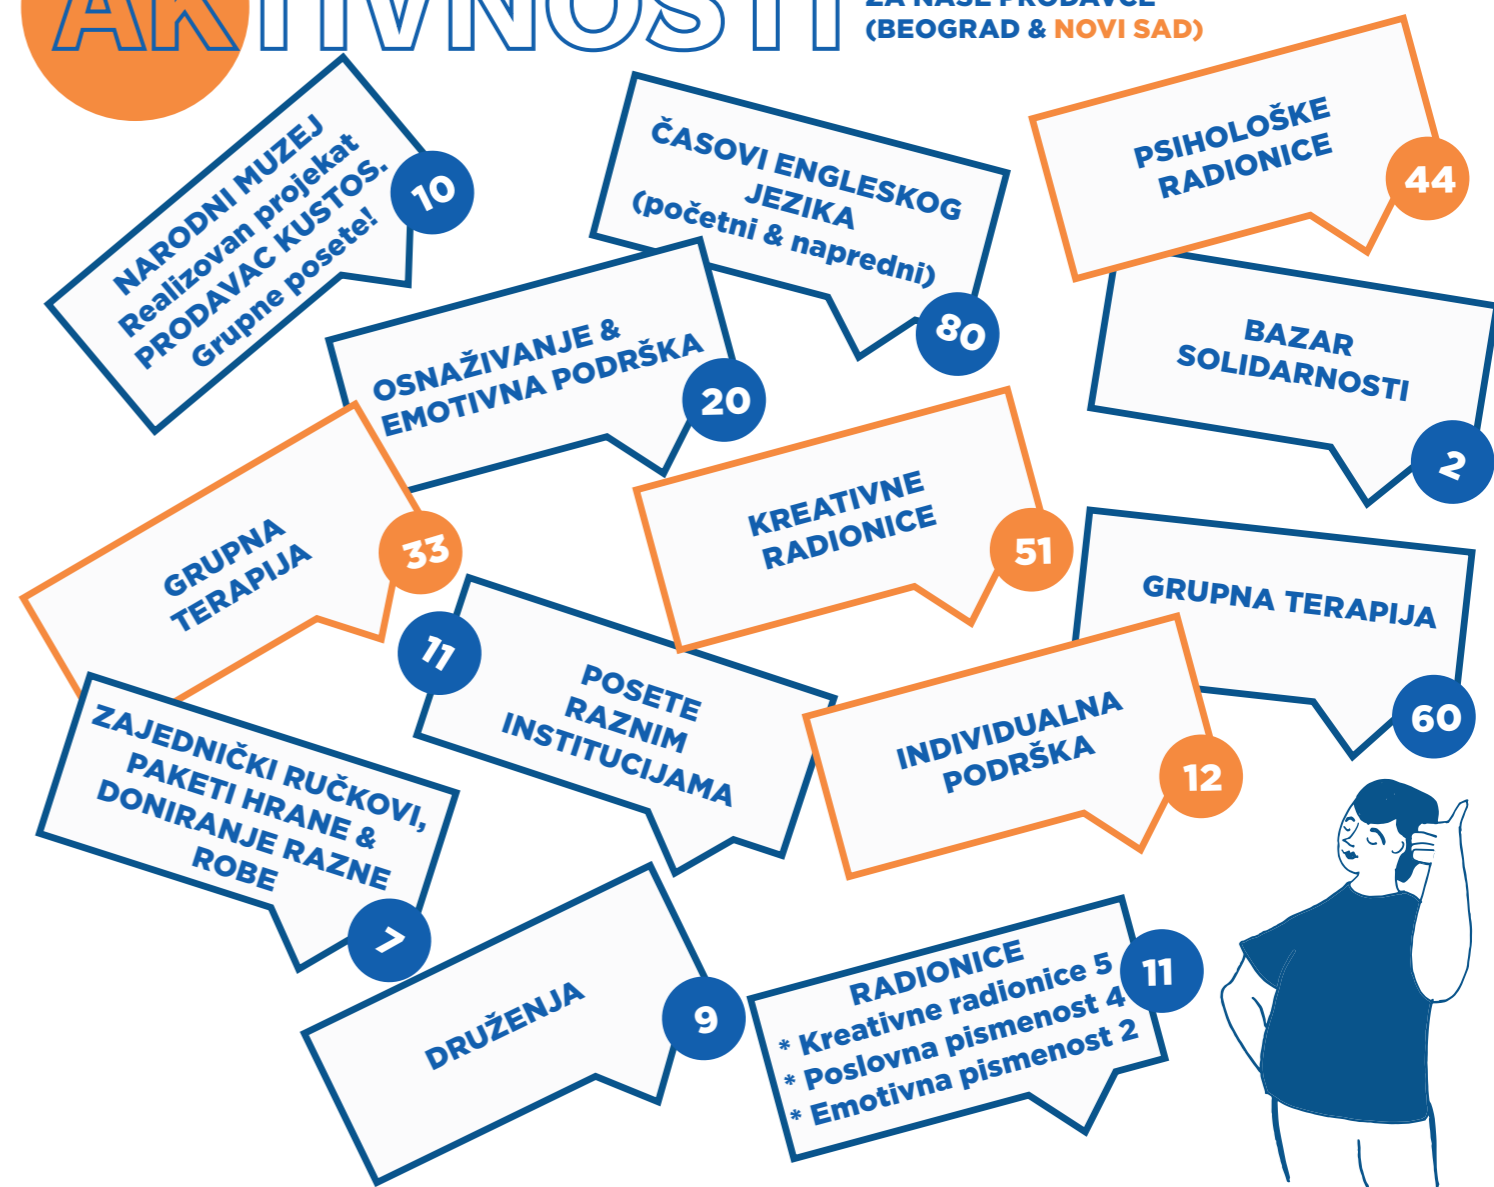 AKTIVNOSTI
ZA NAŠE PRODAVCE
(BEOGRAD & NOVI SAD)
NARODNI MUZEJ
Realizovan projekat
PRODAVAC KUSTOS.
Grupne posete!
10
ČASOVI ENGLESKOG
JEZIKA
(početni & napredni)
80
PSIHOLOŠKE
RADIONICE
44
OSNAŽIVANJE &
EMOTIVNA PODRŠKA
20
BAZAR
SOLIDARNOSTI
2
GRUPNA
TERAPIJA
33
KREATIVNE
RADIONICE
51
GRUPNA TERAPIJA
60
11
POSETE
RAZNIM
INSTITUCIJAMA
INDIVIDUALNA
PODRŠKA
12
ZAJEDNIČKI RUČKOVI,
PAKETI HRANE &
DONIRANJE RAZNE
ROBE
7
DRUŽENJA
9
RADIONICE
* Kreativne radionice 5
* Poslovna pismenost 4
* Emotivna pismenost 2
11